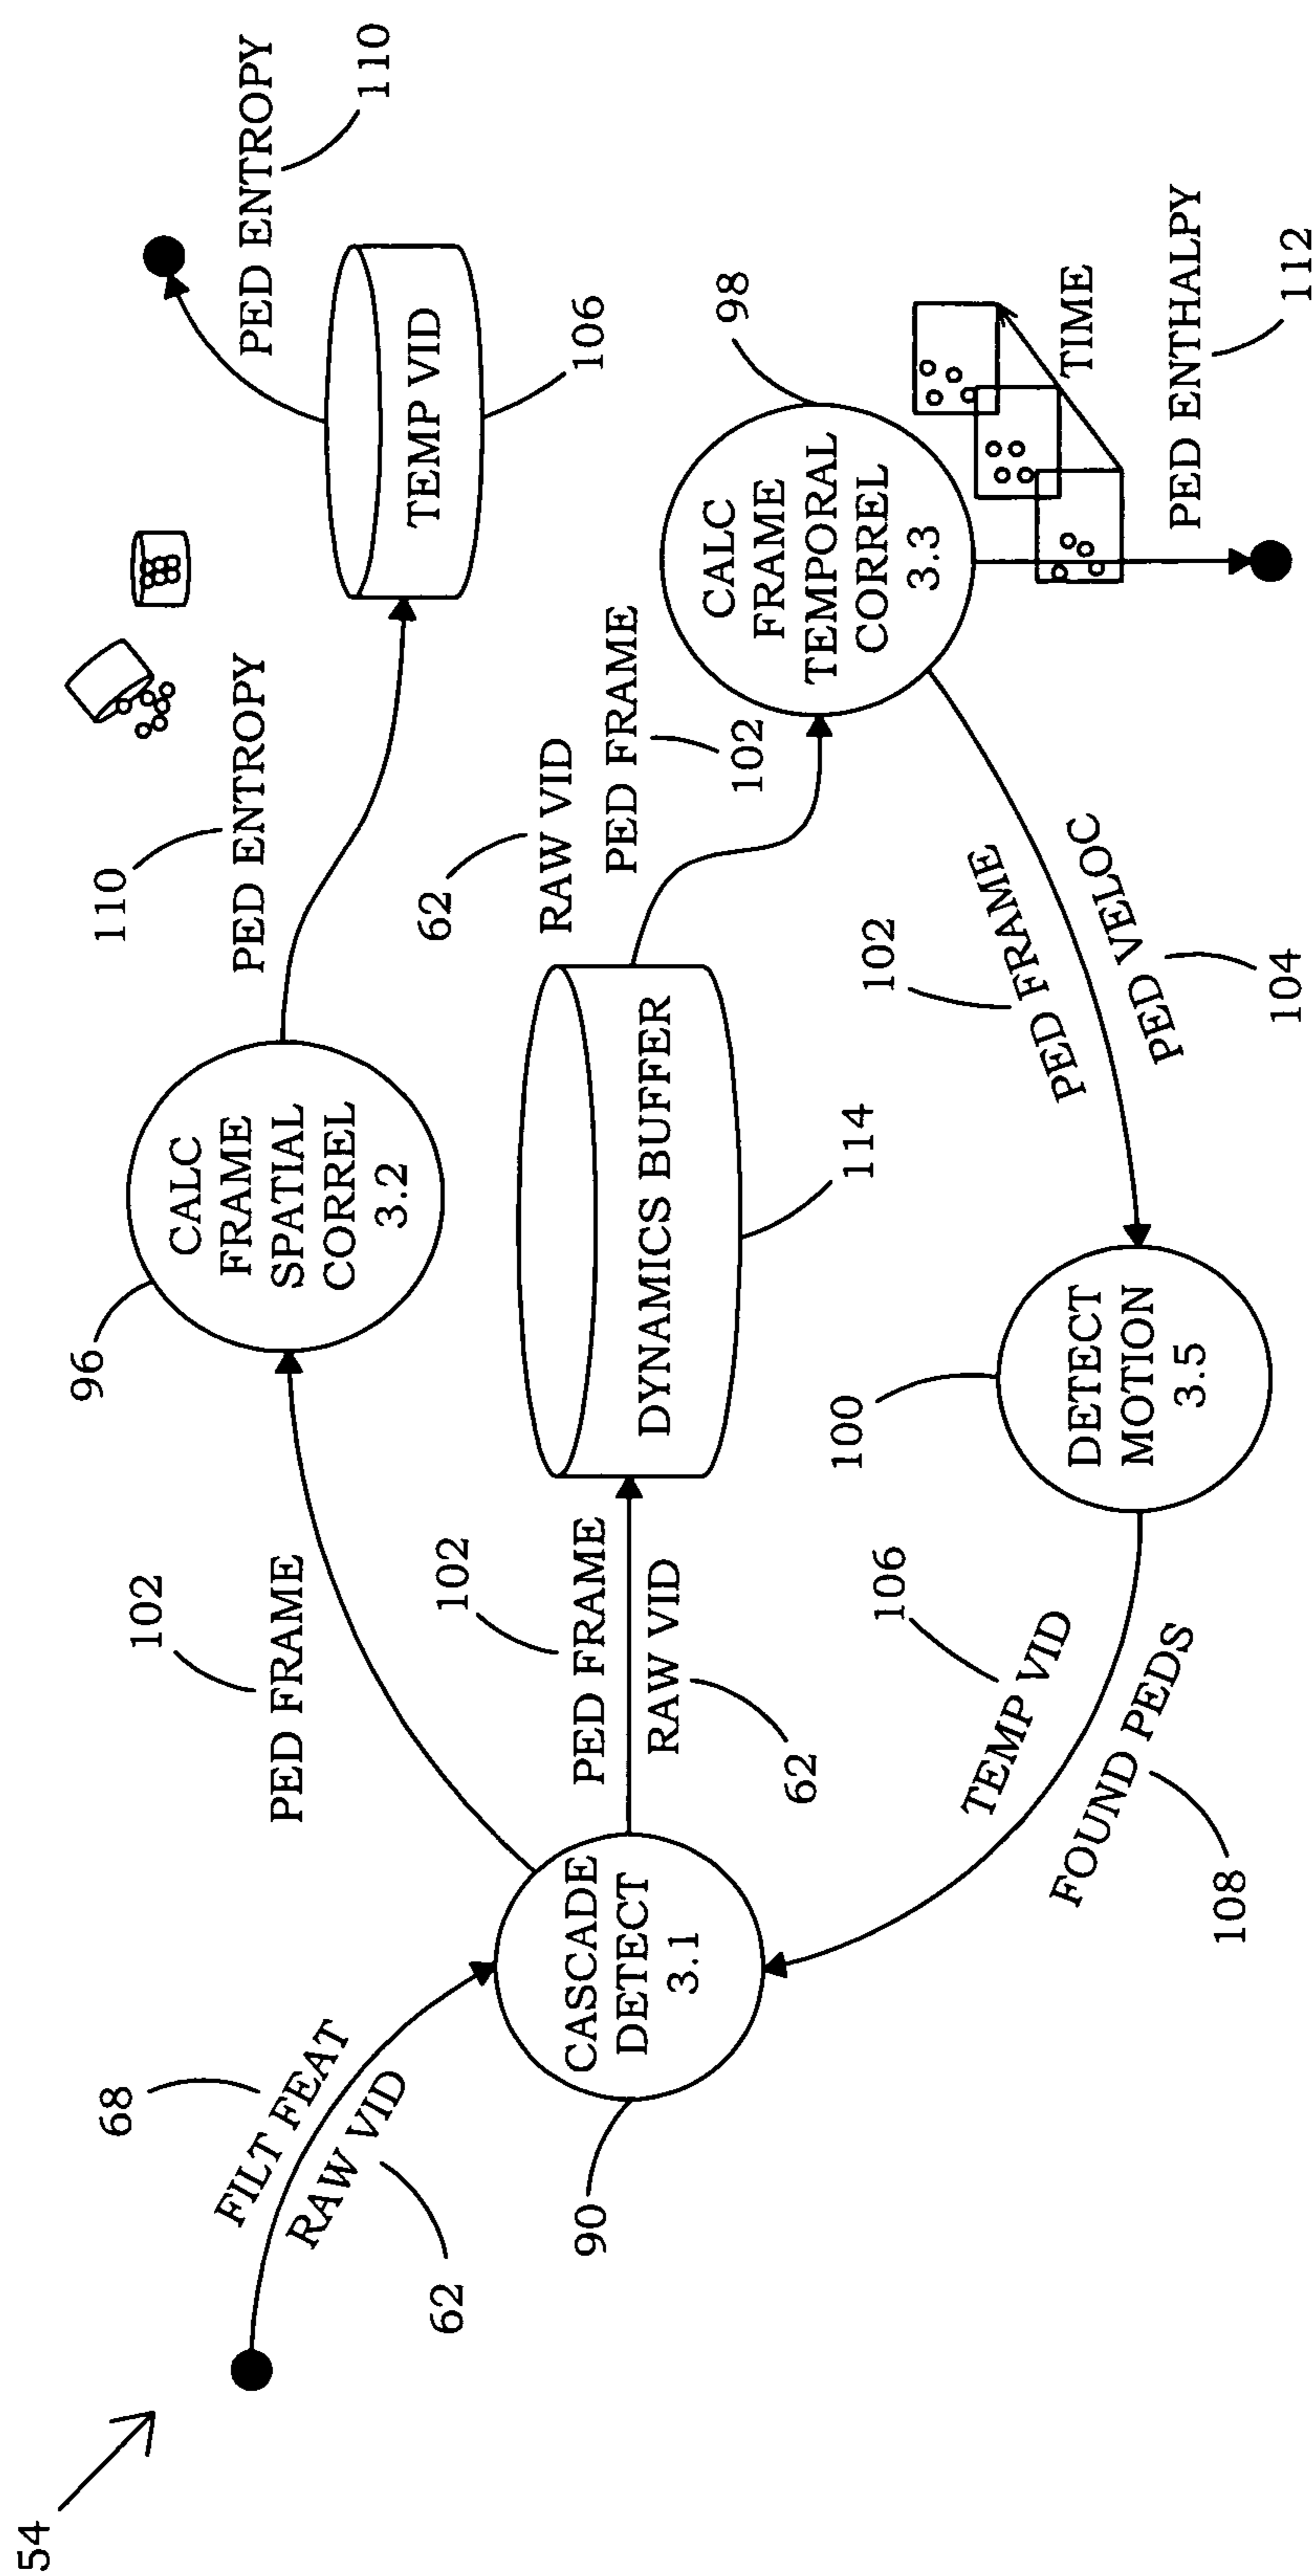 54
68
FILT FEAT
RAW VID
62
90
CASCADE
DETECT
3.1
102
PED FRAME
102
PED FRAME
RAW VID
62
96
CALC
FRAME
SPATIAL
CORREL
3.2
110
PED ENTROPY
TEMP VID
106
PED ENTROPY
110
DYNAMICS BUFFER
114
62
RAW VID
PED FRAME
102
CALC
FRAME
TEMPORAL
CORREL
3.3
98
TIME
PED ENTHALPY
112
102
PED FRAME
PED VELOC
104
100
DETECT
MOTION
3.5
106
TEMP VID
FOUND PEDS
108